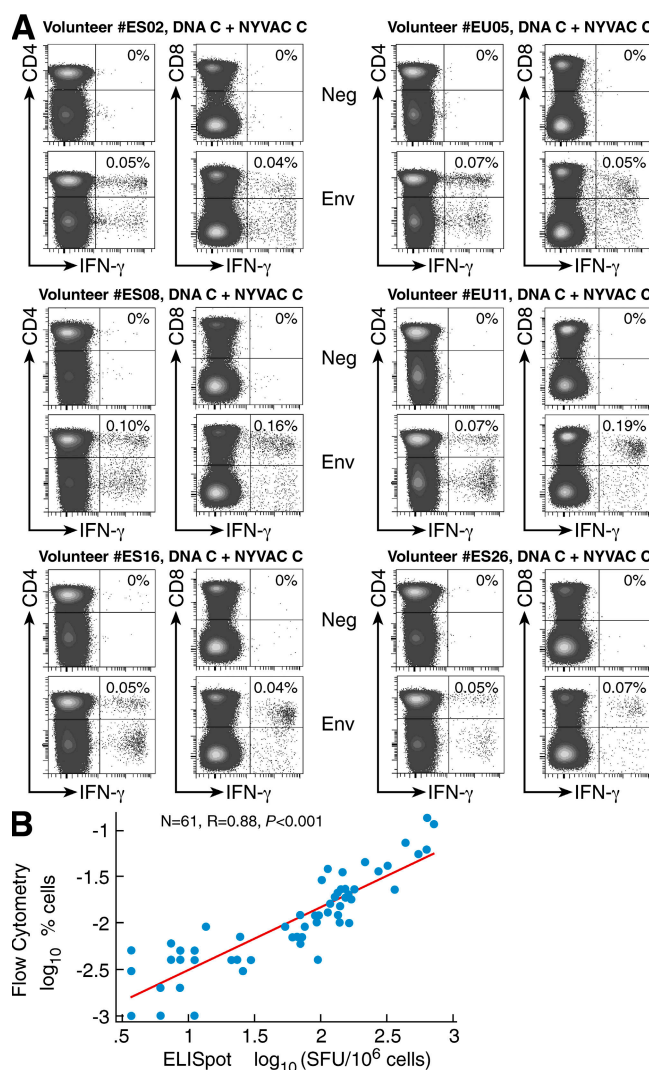 A
Volunteer #ES02, DNA C + NYVAC C
Volunteer #EU05, DNA C + NYVAC C
CD4
0%
CD8
0%
Neg
CD4
0%
CD8
0%
0.05%
0.04%
Env
0.07%
0.05%
IFN-γ
IFN-γ
IFN-γ
IFN-γ
Volunteer #ES08, DNA C + NYVAC C
Volunteer #EU11, DNA C + NYVAC C
CD4
0%
CD8
0%
Neg
CD4
0%
CD8
0%
0.10%
0.16%
Env
0.07%
0.19%
IFN-γ
IFN-γ
IFN-γ
IFN-γ
Volunteer #ES16, DNA C + NYVAC C
Volunteer #ES26, DNA C + NYVAC C
CD4
0%
CD8
0%
Neg
CD4
0%
CD8
0%
0.05%
0.04%
Env
0.05%
0.07%
IFN-γ
IFN-γ
IFN-γ
IFN-γ
B
N=61, R=0.88, P<0.001
Flow Cytometry
log10 % cells
-1
-1.5
-2
-2.5
-3
.5
1
1.5
2
2.5
3
ELISpot log10 (SFU/10⁶ cells)